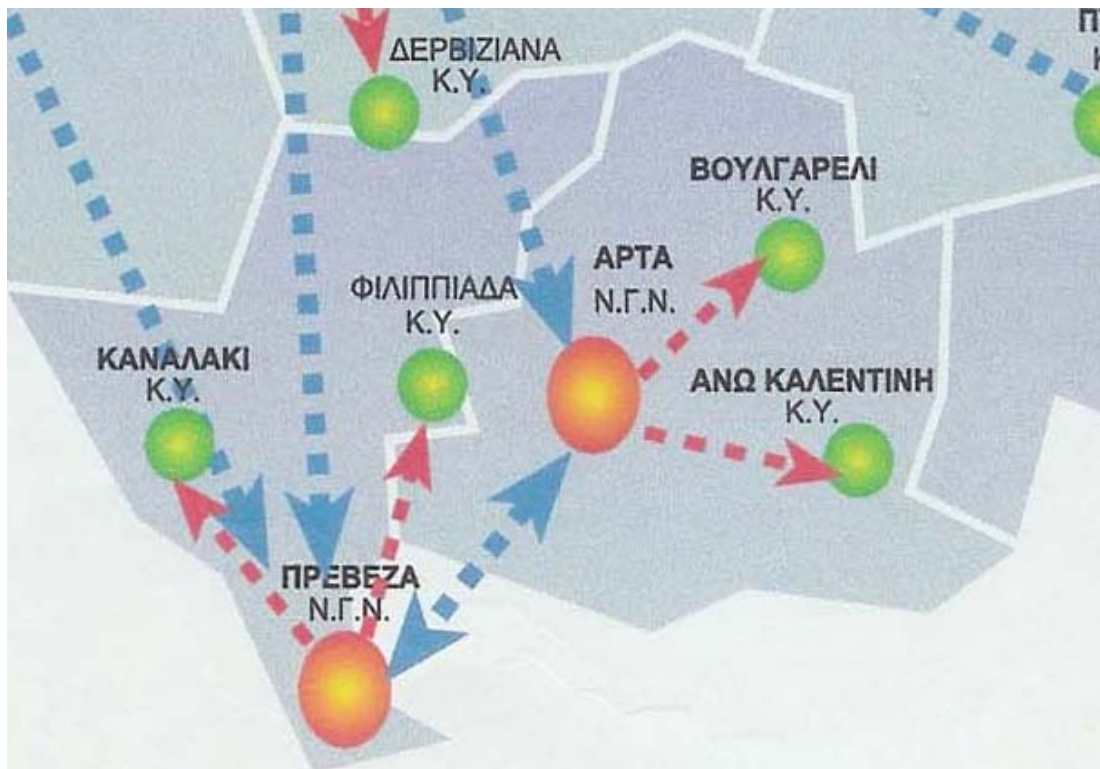 ΔΕΡΒΙΖΙΑΝΑ
Κ.Υ.
ΒΟΥΛΓΑΡΕΛΙ
Κ.Υ.
ΑΡΤΑ
Ν.Γ.Ν.
ΦΙΛΙΠΠΙΑΔΑ
Κ.Υ.
ΚΑΝΑΛΑΚΙ
Κ.Υ.
ΑΝΩ ΚΑΛΕΝΤΙΝΗ
Κ.Υ.
ΠΡΕΒΕΖΑ
Ν.Γ.Ν.